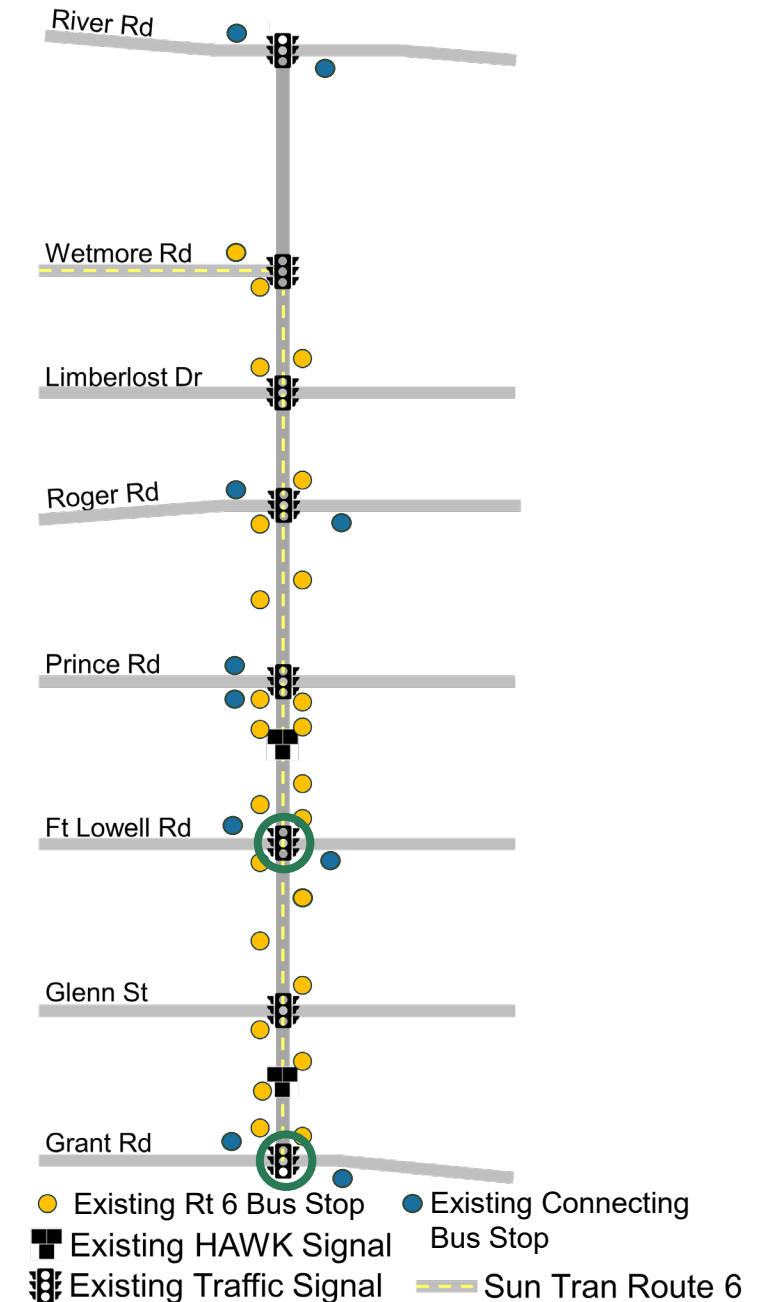 River Rd
Wetmore Rd
Limberlost Dr
Roger Rd
Prince Rd
Ft Lowell Rd
Glenn St
Grant Rd
Existing Rt 6 Bus Stop
Existing Connecting
Bus Stop
Existing HAWK Signal
Existing Traffic Signal
Sun Tran Route 6